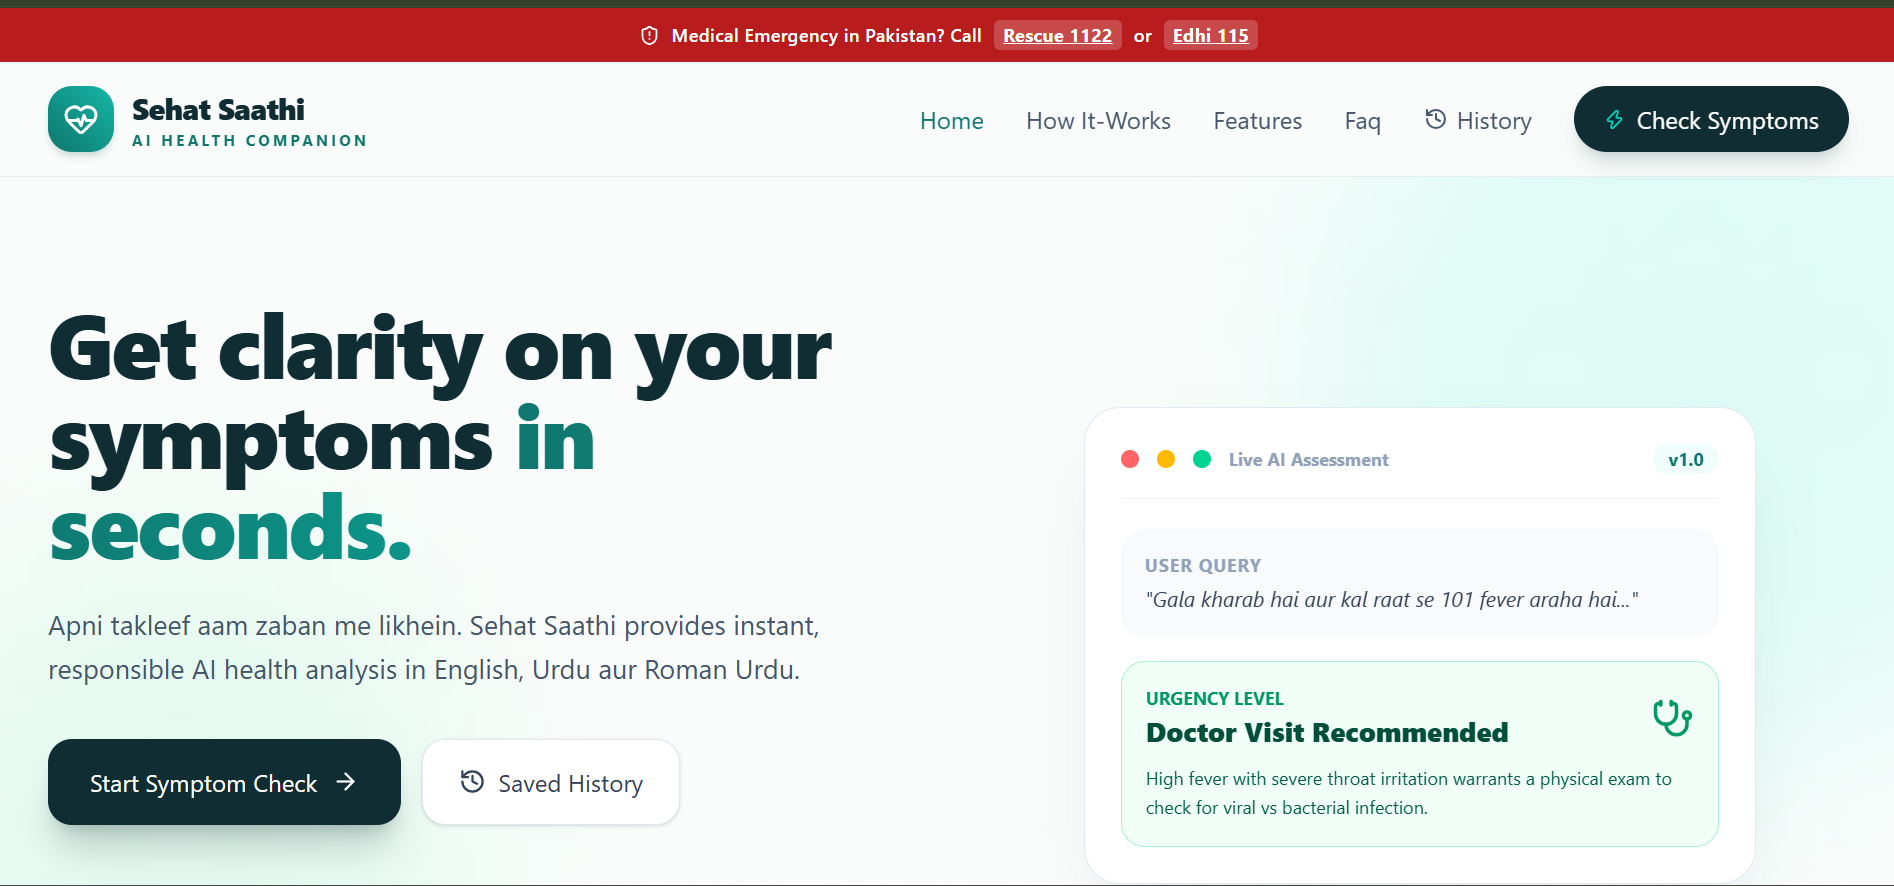 Medical Emergency in Pakistan? Call Rescue 1122 or Edhi 115
Sehat Saathi
AI HEALTH COMPANION
Home How It-Works Features Faq History Check Symptoms
Get clarity on your
symptoms in
seconds.
Apni takleef aam zaban me likhein. Sehat Saathi provides instant,
responsible AI health analysis in English, Urdu aur Roman Urdu.
Start Symptom Check → Saved History
Live AI Assessment v1.0
USER QUERY
"Gala kharab hai aur kal raat se 101 fever araha hai..."
URGENCY LEVEL
Doctor Visit Recommended
High fever with severe throat irritation warrants a physical exam to
check for viral vs bacterial infection.